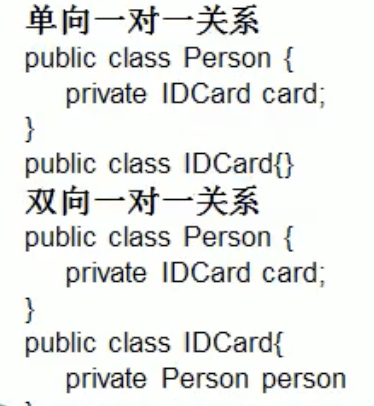 单向一对一关系
public class Person {
private IDCard card;
}
public class IDCard{}
双向一对一关系
public class Person {
private IDCard card;
}
public class IDCard{
private Person person